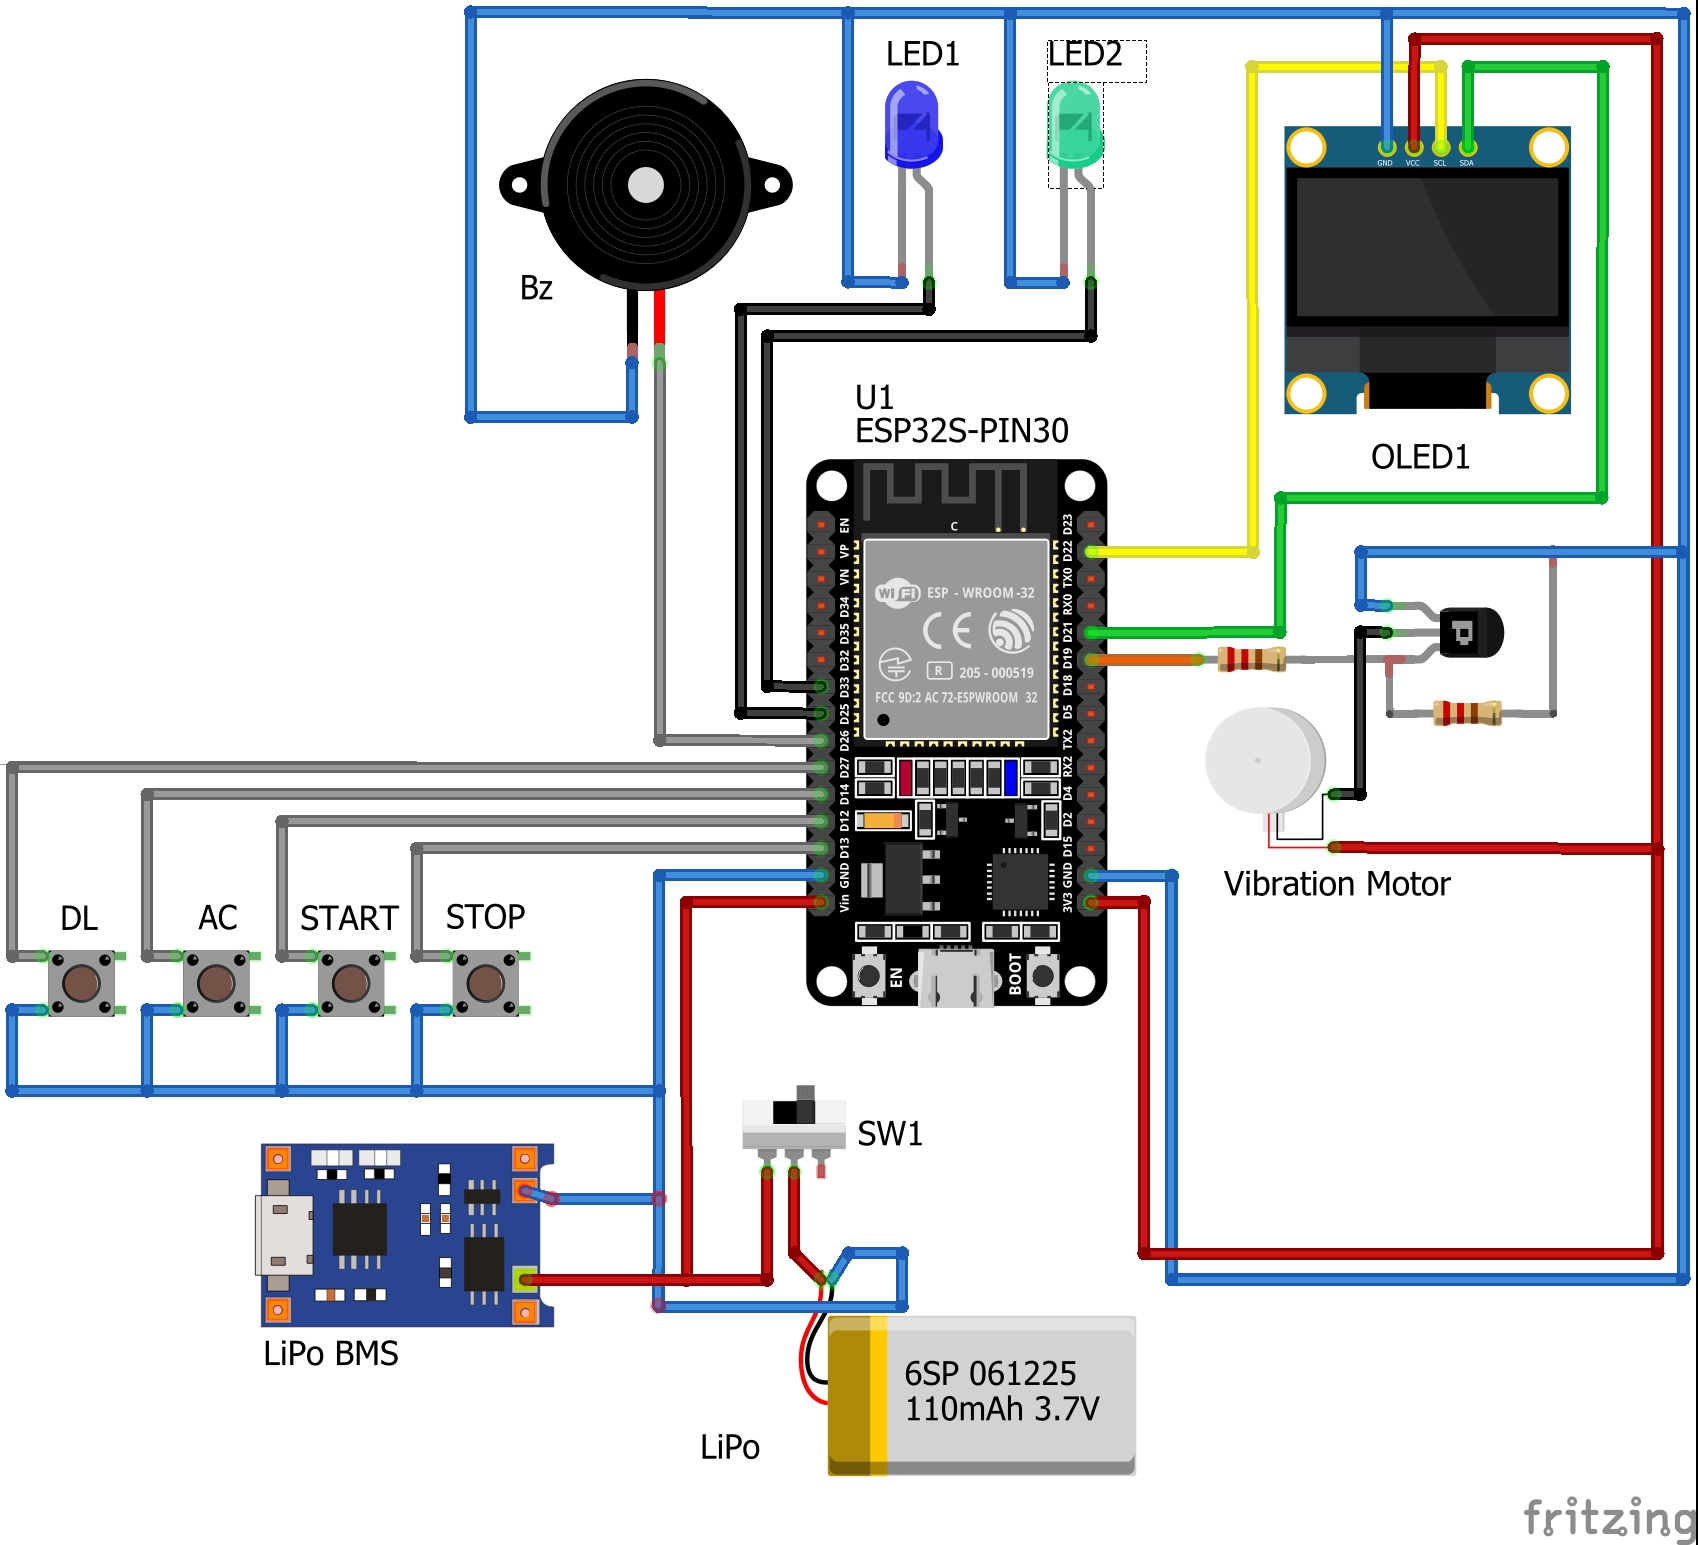 LED1
LED2
Bz
GND
VCC
SCL
SDA
OLED1
U1
ESP32S-PIN30
C
WiFi
ESP - WROOM -32
CE
R
205 - 000519
FCC 9D:2 AC 72-ESPWROOM 32
EN
VP
VN
D34
D35
D32
D33
D25
D26
D27
D14
D12
D13
GND
Vin
D23
D22
TX0
RX0
D21
D19
D18
D5
TX2
RX2
D4
D2
D15
GND
3V3
EN
BOOT
P
Vibration Motor
DL
AC
START
STOP
SW1
LiPo BMS
6SP 061225
110mAh 3.7V
LiPo
fritzing